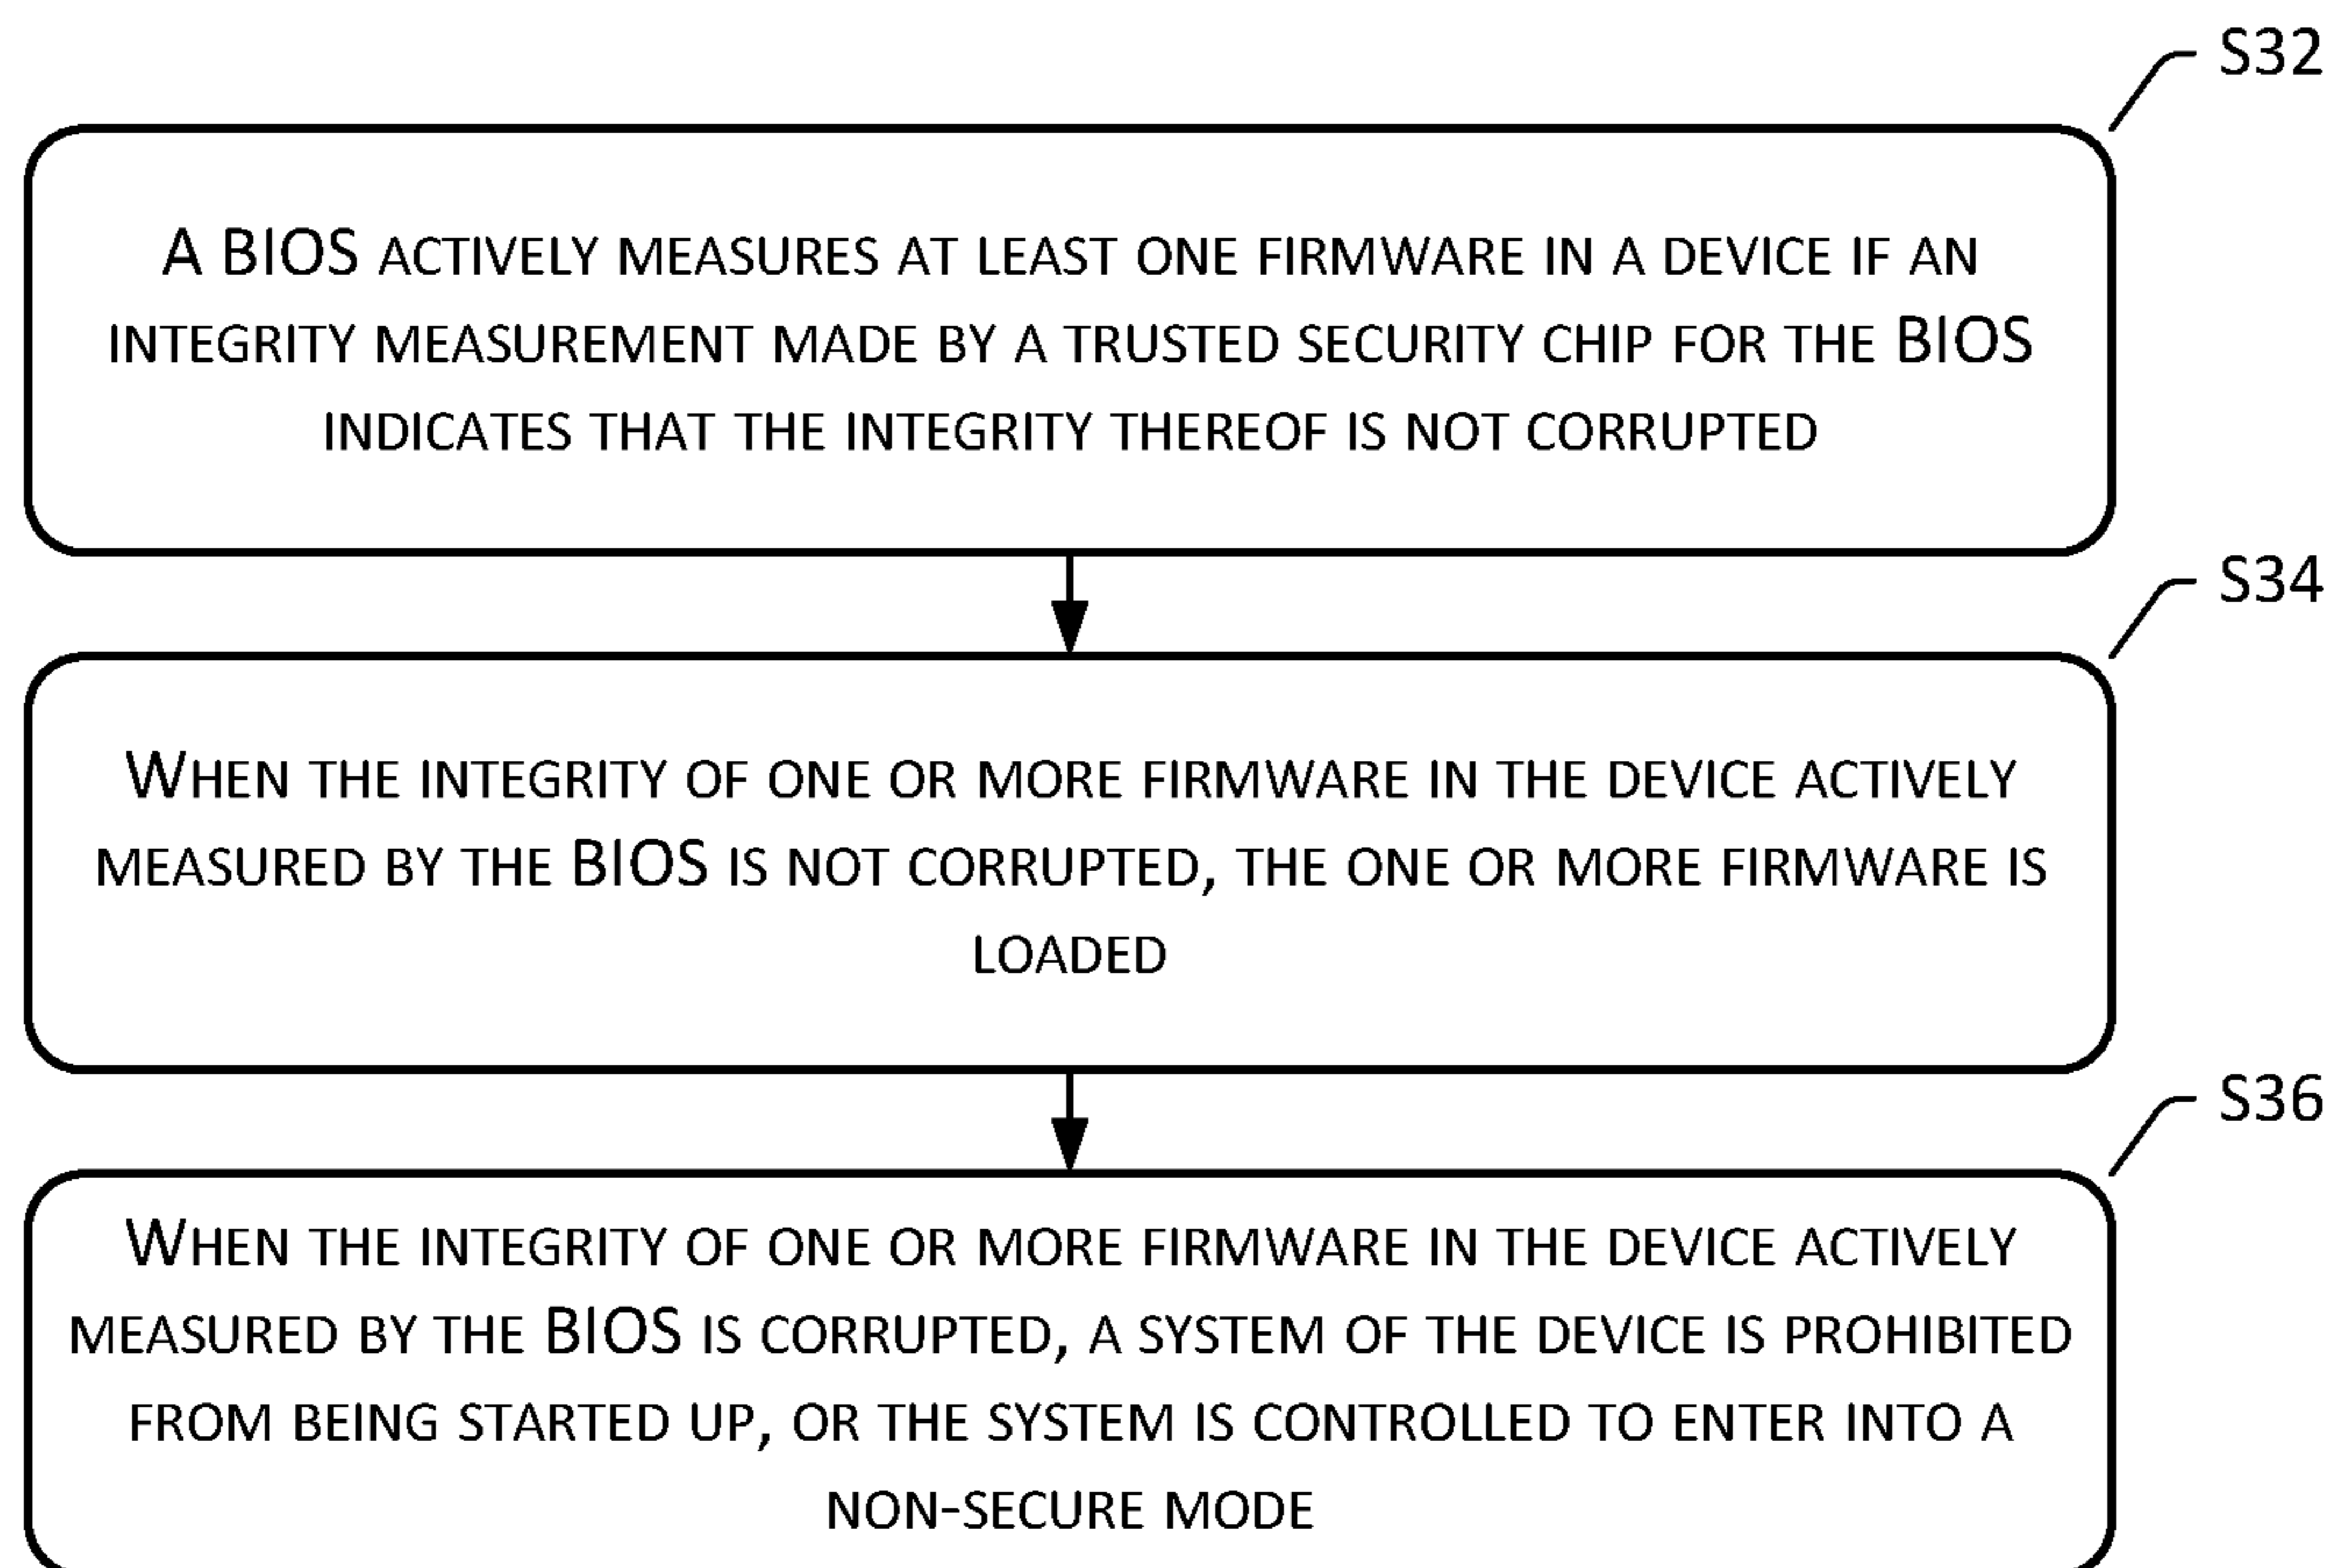 S32
A BIOS ACTIVELY MEASURES AT LEAST ONE FIRMWARE IN A DEVICE IF AN
INTEGRITY MEASUREMENT MADE BY A TRUSTED SECURITY CHIP FOR THE BIOS
INDICATES THAT THE INTEGRITY THEREOF IS NOT CORRUPTED
S34
WHEN THE INTEGRITY OF ONE OR MORE FIRMWARE IN THE DEVICE ACTIVELY
MEASURED BY THE BIOS IS NOT CORRUPTED, THE ONE OR MORE FIRMWARE IS
LOADED
S36
WHEN THE INTEGRITY OF ONE OR MORE FIRMWARE IN THE DEVICE ACTIVELY
MEASURED BY THE BIOS IS CORRUPTED, A SYSTEM OF THE DEVICE IS PROHIBITED
FROM BEING STARTED UP, OR THE SYSTEM IS CONTROLLED TO ENTER INTO A
NON-SECURE MODE